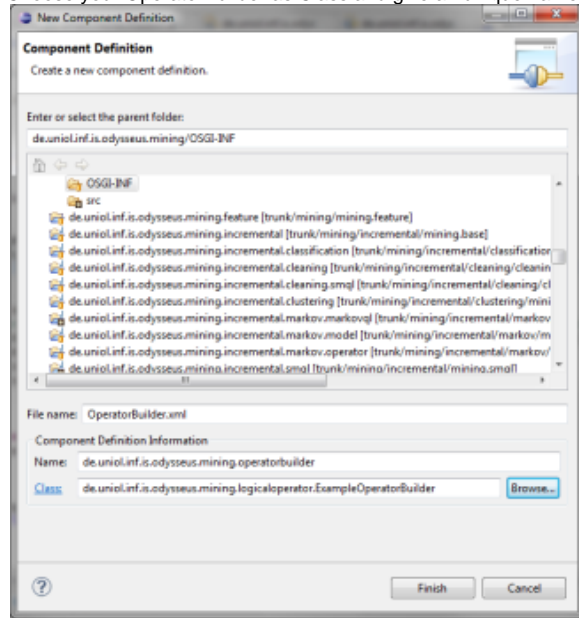 New Component Definition
Component Definition
Create a new component definition.
Enter or select the parent folder:
de.uniol.inf.is.odysseus.mining/OSGI-INF
OSGI-INF
src
de.uniol.inf.is.odysseus.mining.feature [trunk/mining/mining.feature]
de.uniol.inf.is.odysseus.mining.incremental [trunk/mining/incremental/mining.base]
de.uniol.inf.is.odysseus.mining.incremental.classification [trunk/mining/incremental/classification
de.uniol.inf.is.odysseus.mining.incremental.cleaning [trunk/mining/incremental/cleaning/cleanin
de.uniol.inf.is.odysseus.mining.incremental.cleaning.smql [trunk/mining/incremental/cleaning/cl
de.uniol.inf.is.odysseus.mining.incremental.clustering [trunk/mining/incremental/clustering/mini
de.uniol.inf.is.odysseus.mining.incremental.markov.markovql [trunk/mining/incremental/markov
de.uniol.inf.is.odysseus.mining.incremental.markov.model [trunk/mining/incremental/markov/m
de.uniol.inf.is.odysseus.mining.incremental.markov.operator [trunk/mining/incremental/markov/
de.uniol.inf.is.odysseus.mining.incremental.smql [trunk/mining/incremental/mining.smql]
File name: OperatorBuilder.xml
Component Definition Information
Name: de.uniol.inf.is.odysseus.mining.operatorbuilder
Class: de.uniol.inf.is.odysseus.mining.logicaloperator.ExampleOperatorBuilder Browse...
Finish Cancel